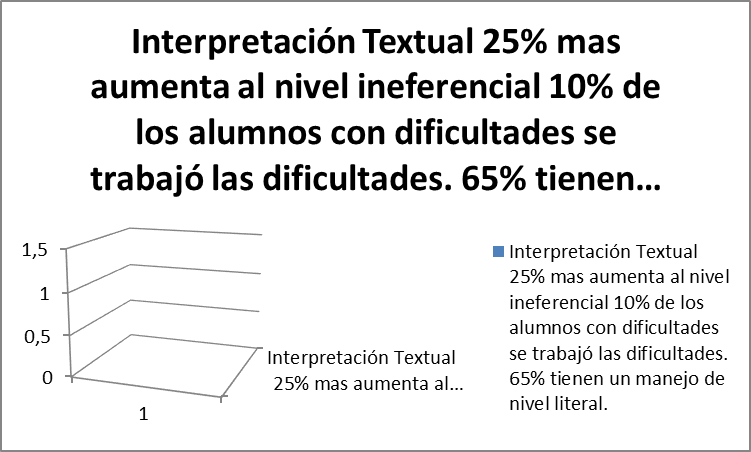 Interpretación Textual 25% mas
aumenta al nivel ineferencial 10% de
los alumnos con dificultades se
trabajó las dificultades. 65% tienen...
1,5
1
0,5
0
1
Interpretación Textual
25% mas aumenta al...
Interpretación Textual
25% mas aumenta al nivel
ineferencial 10% de los
alumnos con dificultades
se trabajó las dificultades.
65% tienen un manejo de
nivel literal.